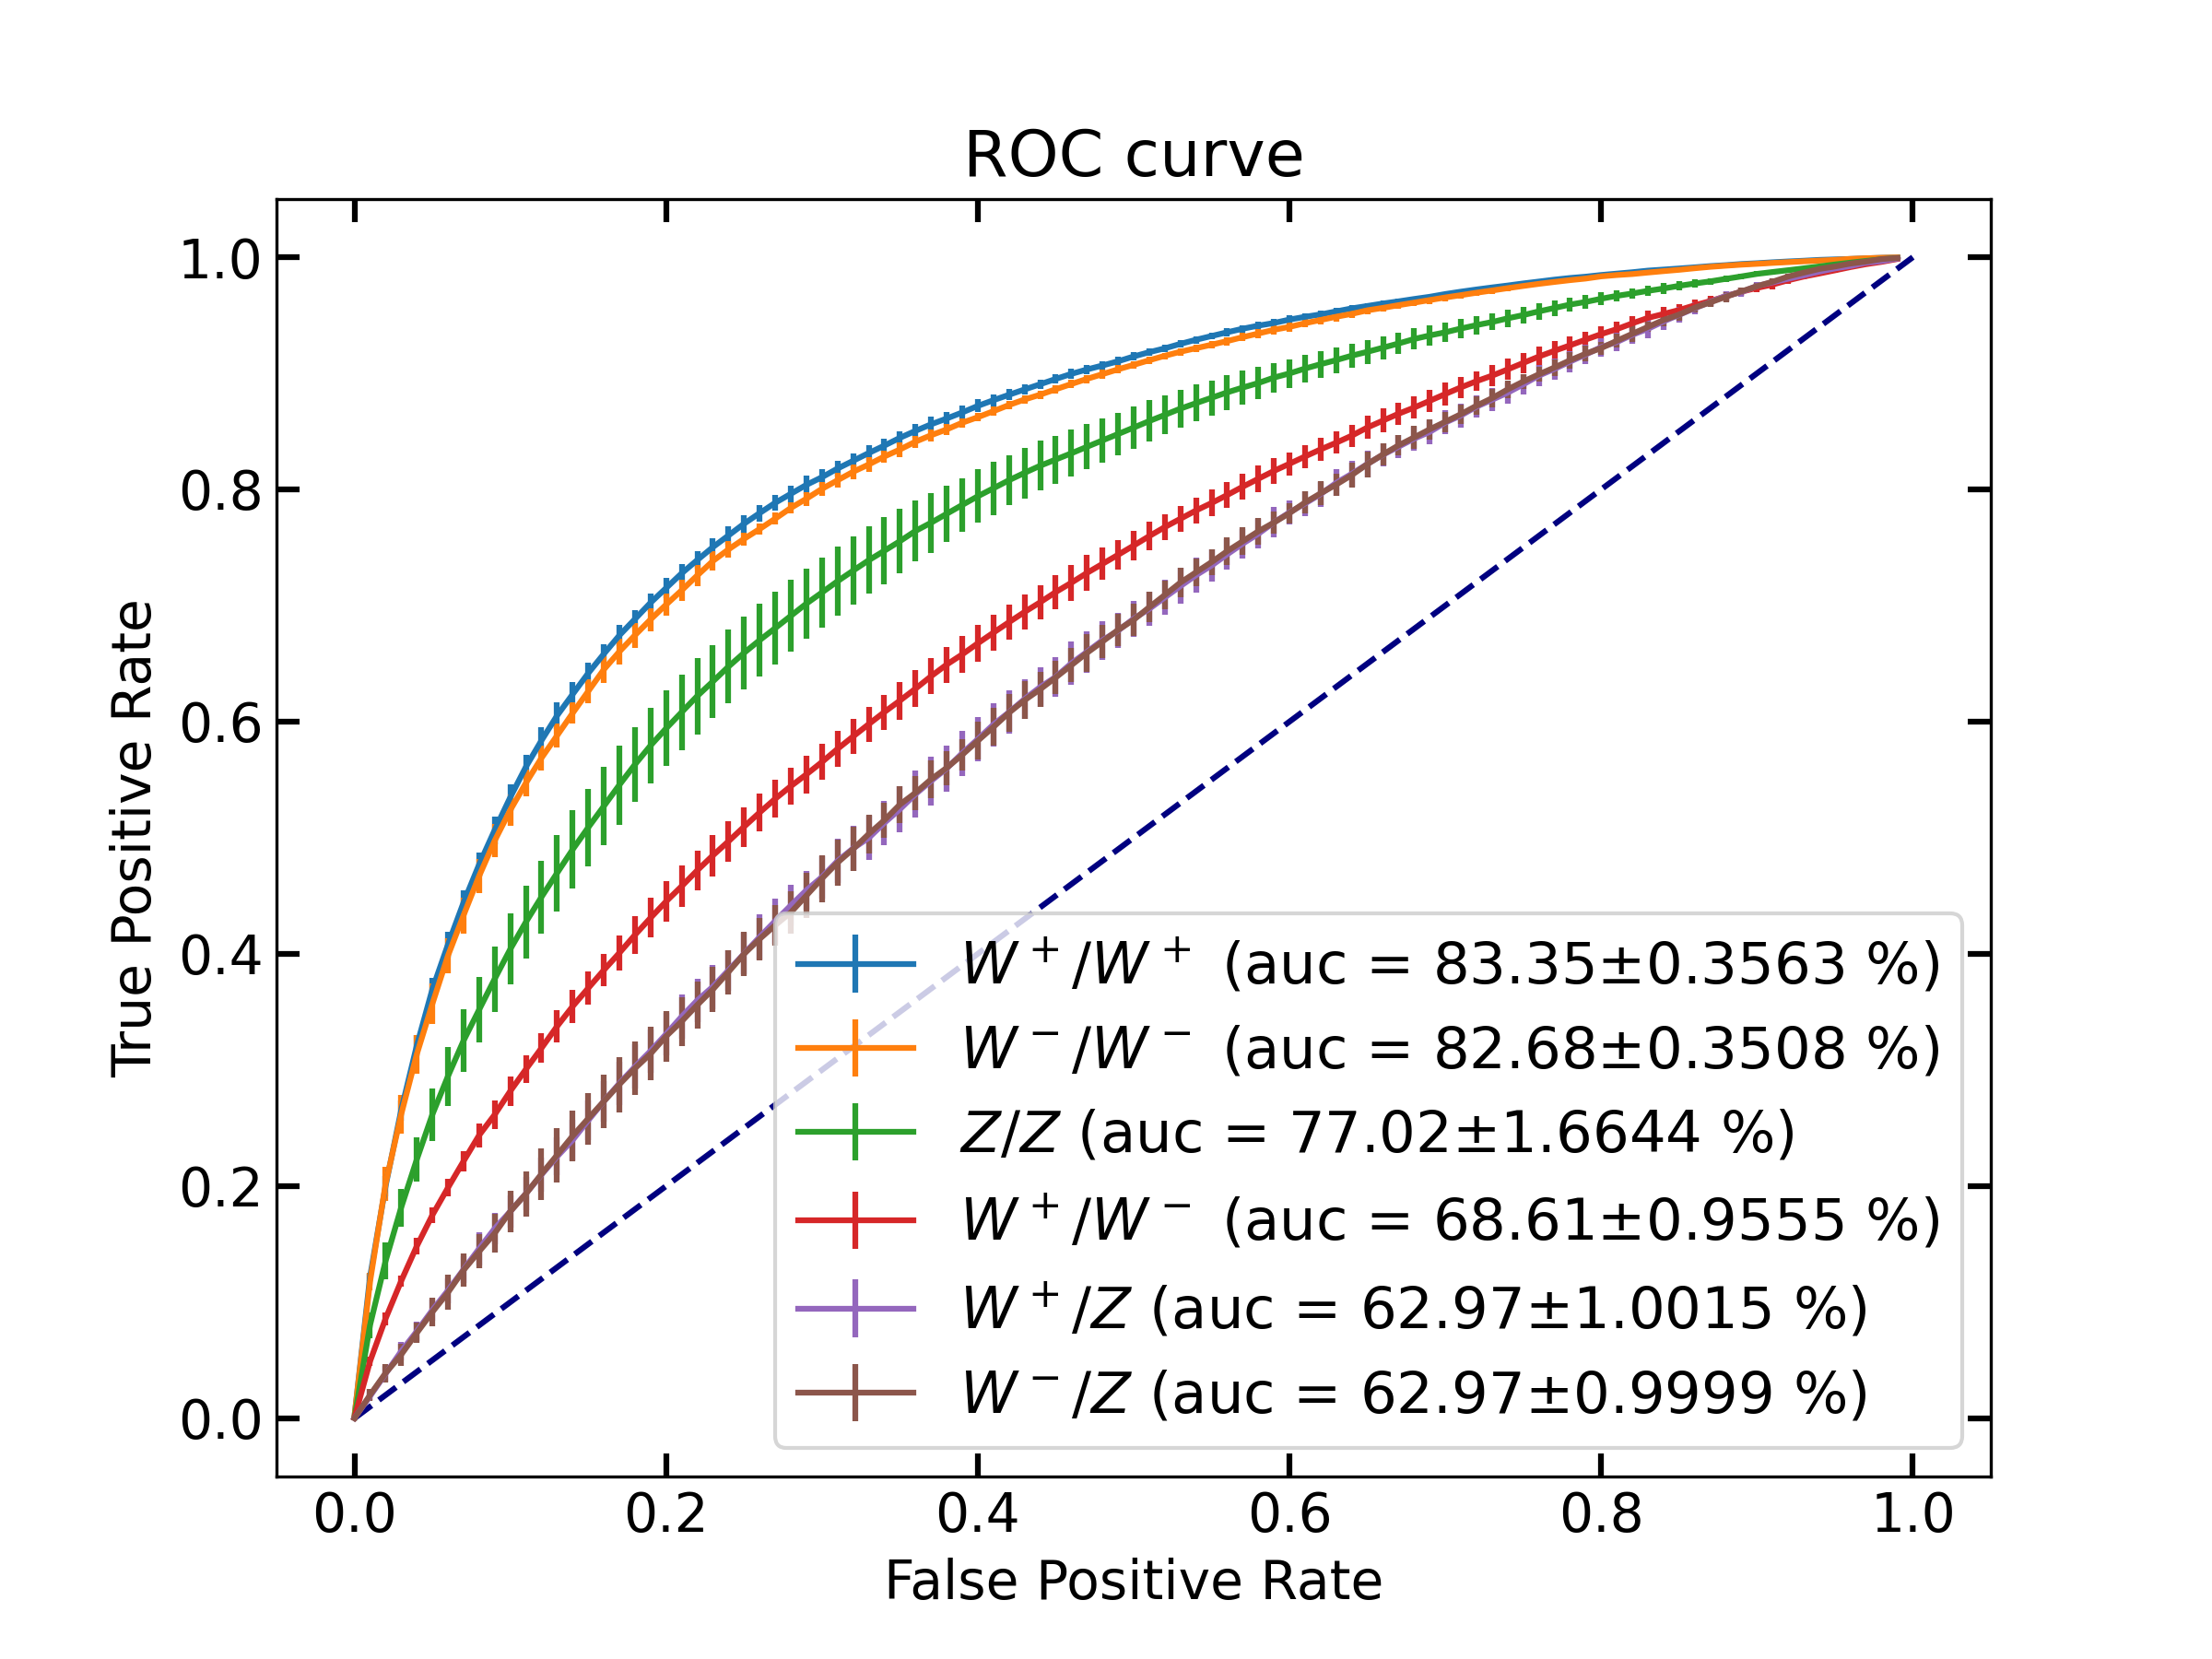 ROC curve
1.0
0.8
0.6
0.4
0.2
0.0
True Positive Rate
W⁺/W⁺ (auc = 83.35±0.3563 %)
W⁻/W⁻ (auc = 82.68±0.3508 %)
Z/Z (auc = 77.02±1.6644 %)
W⁺/W⁻ (auc = 68.61±0.9555 %)
W⁺/Z (auc = 62.97±1.0015 %)
W⁻/Z (auc = 62.97±0.9999 %)
0.0 0.2 0.4 0.6 0.8 1.0
False Positive Rate